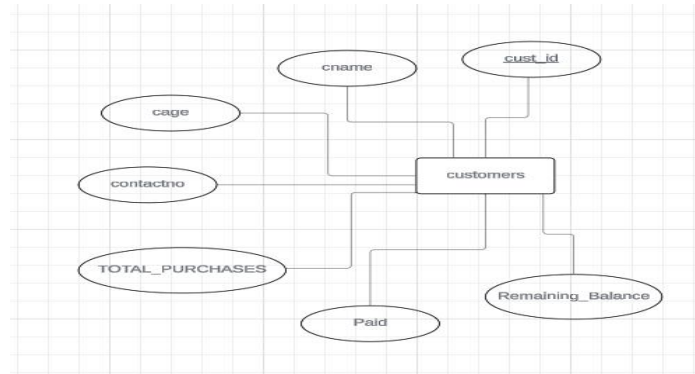 cname
cust_id
cage
customers
contactno
TOTAL_PURCHASES
Remaining_Balance
Paid